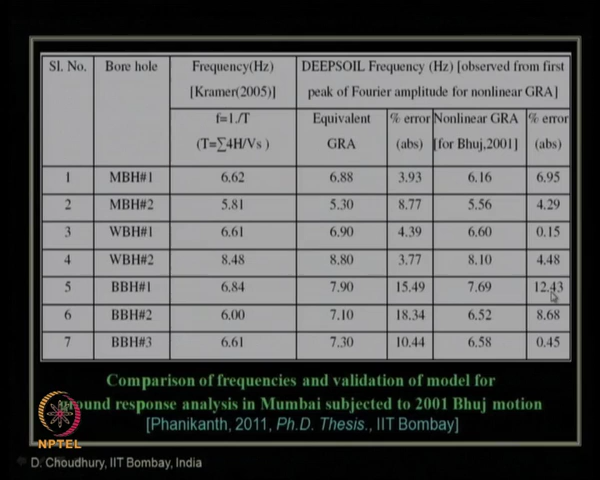 Sl. No. Bore hole Frequency(Hz) DEEPSOIL Frequency (Hz) [observed from first
[Kramer(2005)] peak of Fourier amplitude for nonlinear GRA]
f=1./T Equivalent % error Nonlinear GRA % error
(T=∑4H/Vs ) GRA (abs) [for Bhuj,2001] (abs)
1 MBH#1 6.62 6.88 3.93 6.16 6.95
2 MBH#2 5.81 5.30 8.77 5.56 4.29
3 WBH#1 6.61 6.90 4.39 6.60 0.15
4 WBH#2 8.48 8.80 3.77 8.10 4.48
5 BBH#1 6.84 7.90 15.49 7.69 12.43
6 BBH#2 6.00 7.10 18.34 6.52 8.68
7 BBH#3 6.61 7.30 10.44 6.58 0.45
Comparison of frequencies and validation of model for
ground response analysis in Mumbai subjected to 2001 Bhuj motion
[Phanikanth, 2011, Ph.D. Thesis., IIT Bombay]
NPTEL
D. Choudhury, IIT Bombay, India